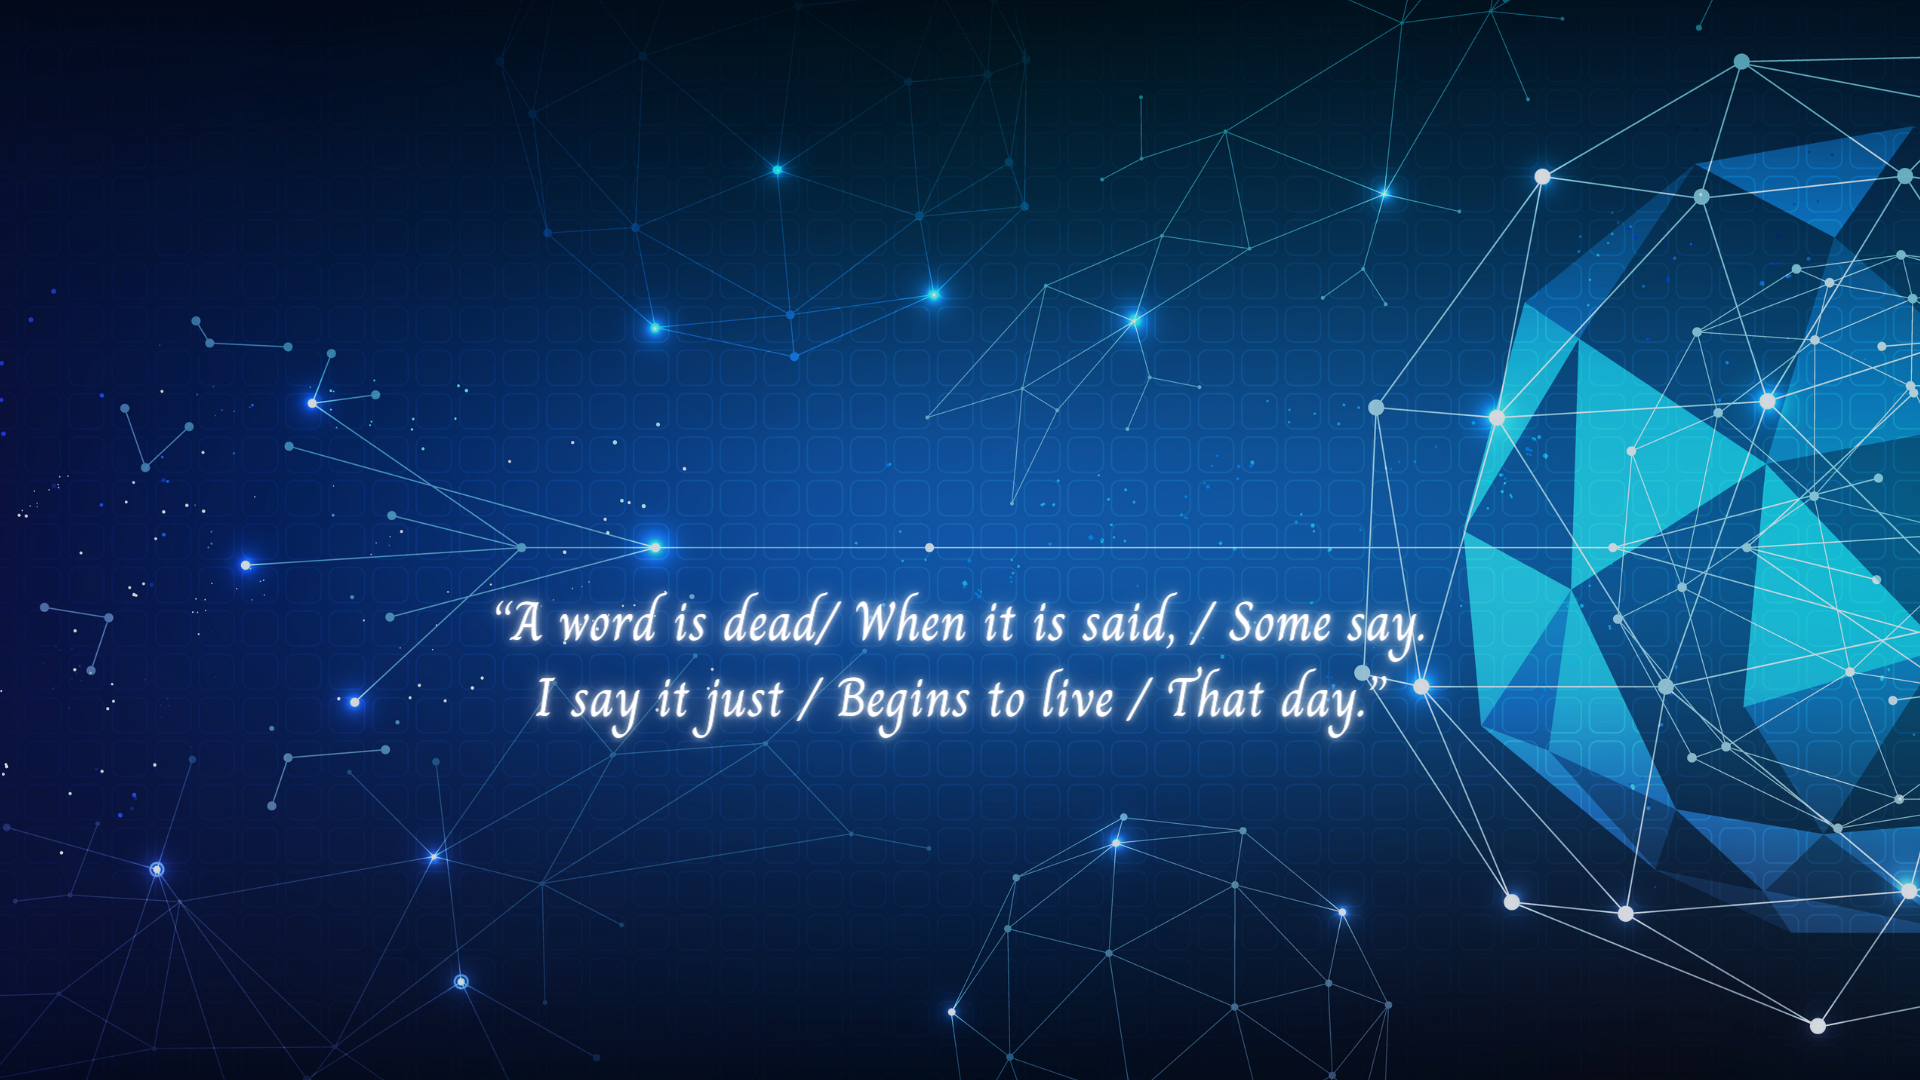 “A word is dead/ When it is said, / Some say.
I say it just / Begins to live / That day.”